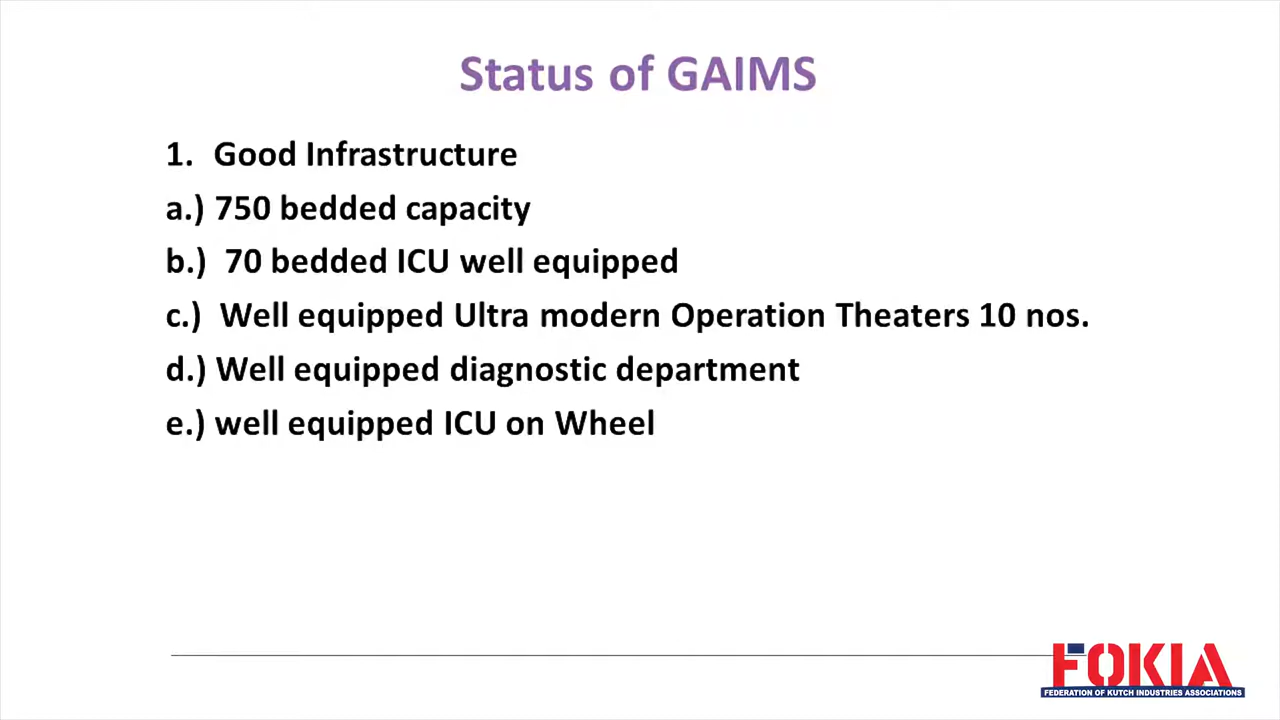 Status of GAIMS
1. Good Infrastructure
a.) 750 bedded capacity
b.) 70 bedded ICU well equipped
c.) Well equipped Ultra modern Operation Theaters 10 nos.
d.) Well equipped diagnostic department
e.) well equipped ICU on Wheel
FOKIA
FEDERATION OF KUTCH INDUSTRIES ASSOCIATIONS